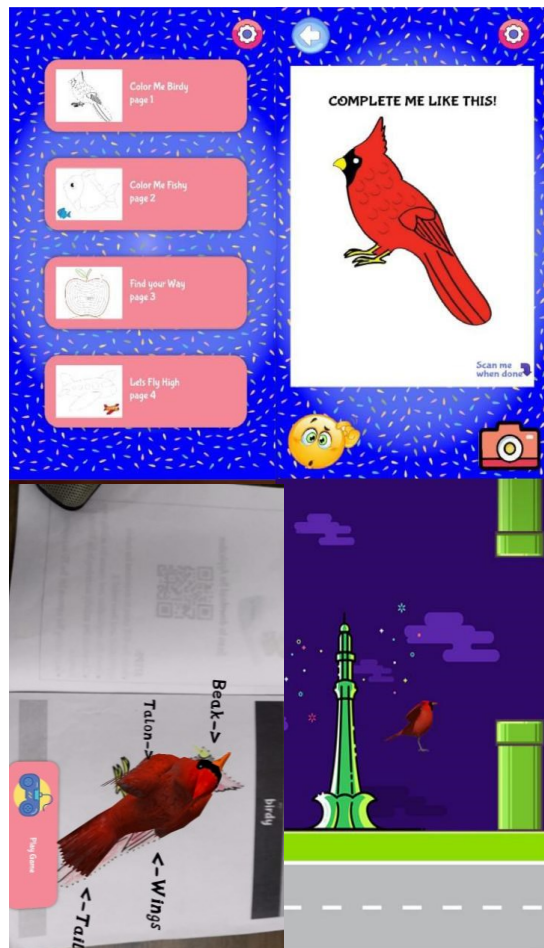 Color Me Birdy
page 1
Color Me Fishy
page 2
Find your Way
page 3
Lets Fly High
page 4
COMPLETE ME LIKE THIS!
Scan me
when done
Beak->
Talon->
birdy
<-Wings
<-Tail
Play Game